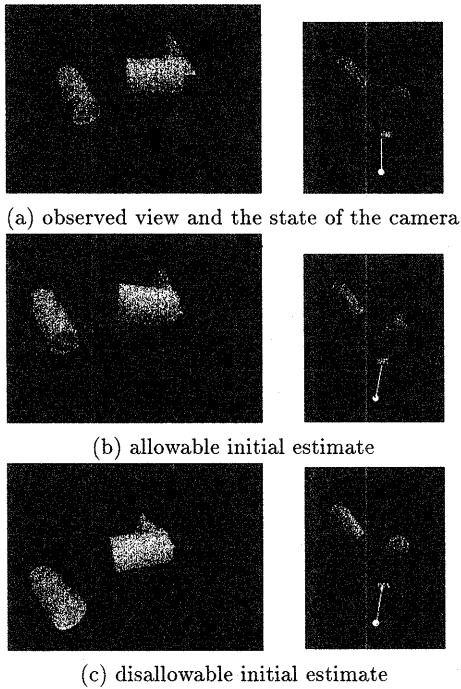 (a) observed view and the state of the camera
(b) allowable initial estimate
(c) disallowable initial estimate